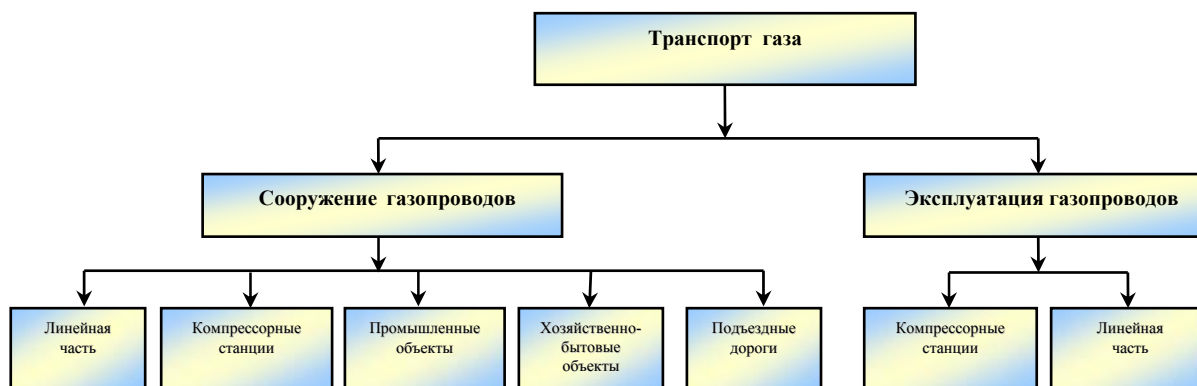 Транспорт газа
Сооружение газопроводов
Эксплуатация газопроводов
Линейная
часть
Компрессорные
станции
Промышленные
объекты
Хозяйственно-
бытовые
объекты
Подъездные
дороги
Компрессорные
станции
Линейная
часть